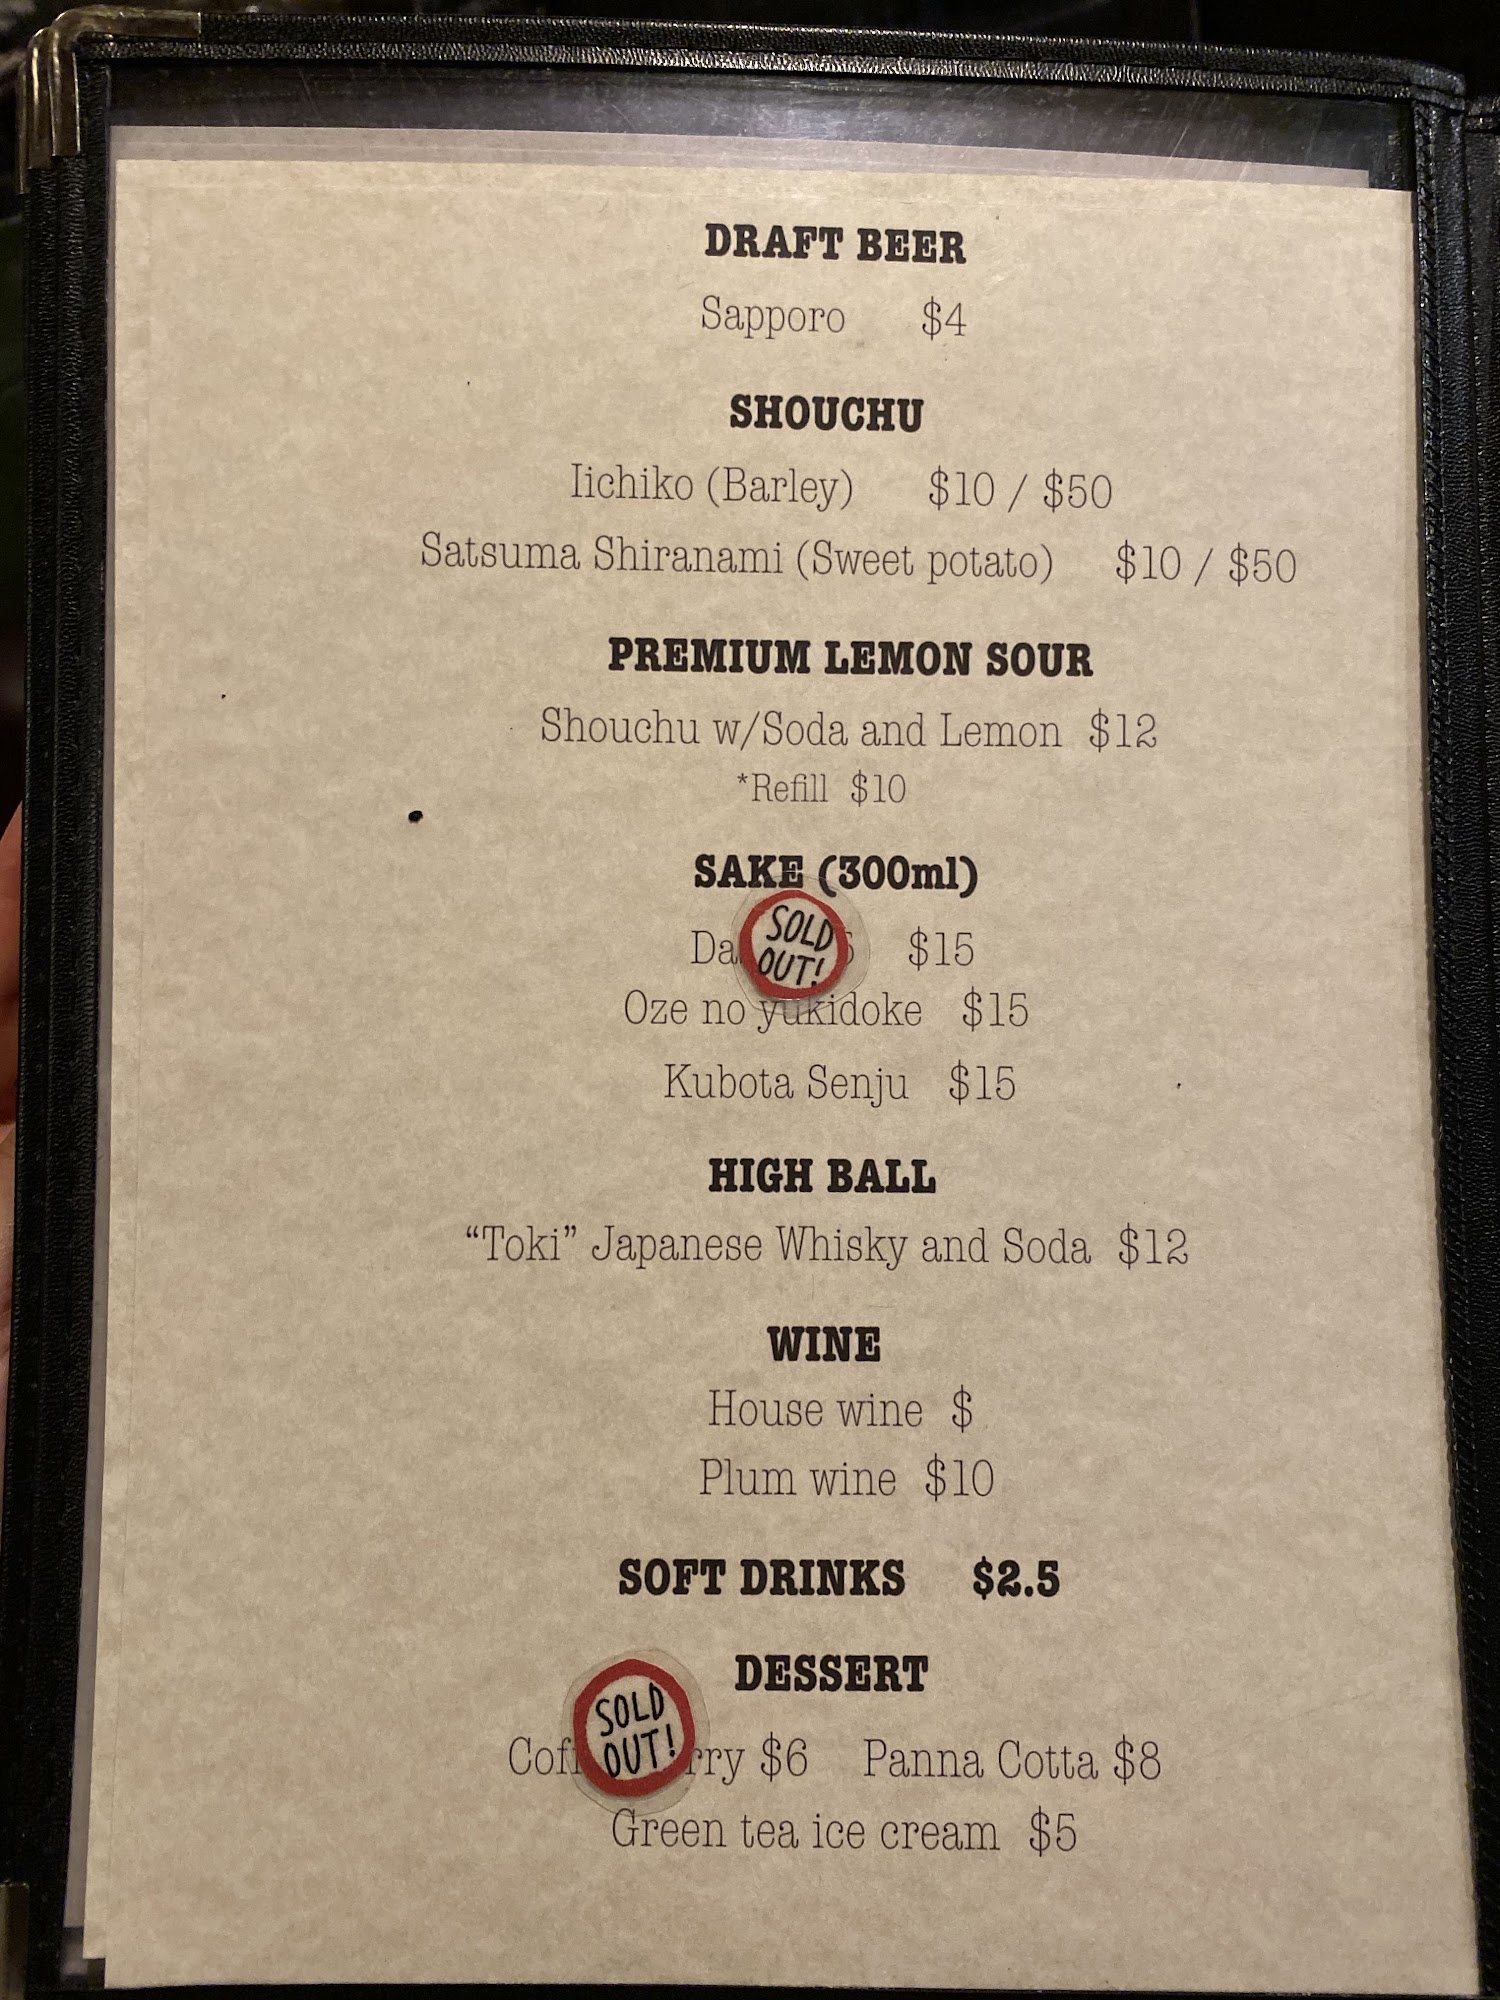 DRAFT BEER
Sapporo $4
SHOUCHU
Iichiko (Barley) $10 / $50
Satsuma Shiranami (Sweet potato) $10 / $50
PREMIUM LEMON SOUR
Shouchu w/Soda and Lemon $12
*Refill $10
SAKE (300ml)
SOLD
OUT!
$15
Oze no yukidoke $15
Kubota Senju $15
HIGH BALL
“Toki” Japanese Whisky and Soda $12
WINE
House wine $
Plum wine $10
SOFT DRINKS $2.5
DESSERT
SOLD
OUT!
$6 Panna Cotta $8
Green tea ice cream $5